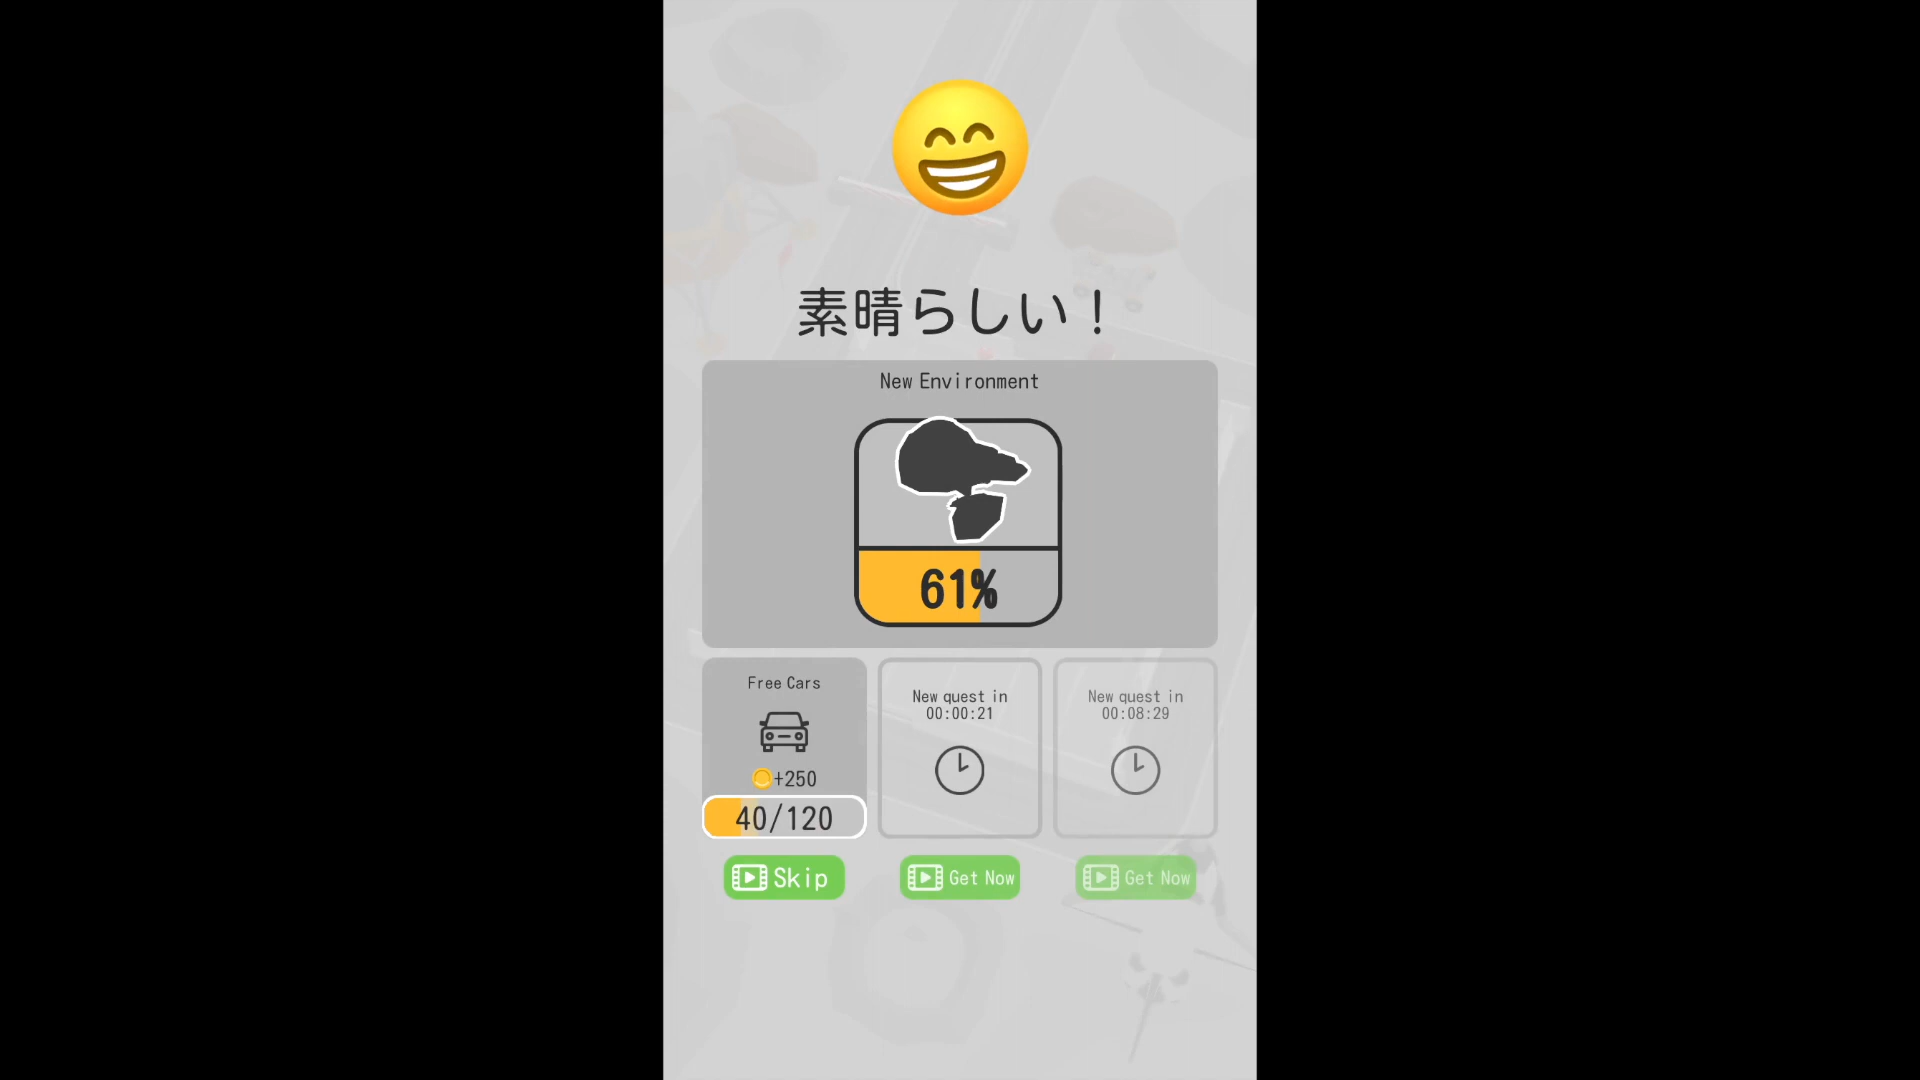 素晴らしい！
New Environment
61%
Free Cars
+250
40/120
Skip
New quest in
00:00:21
Get Now
New quest in
00:08:29
Get Now